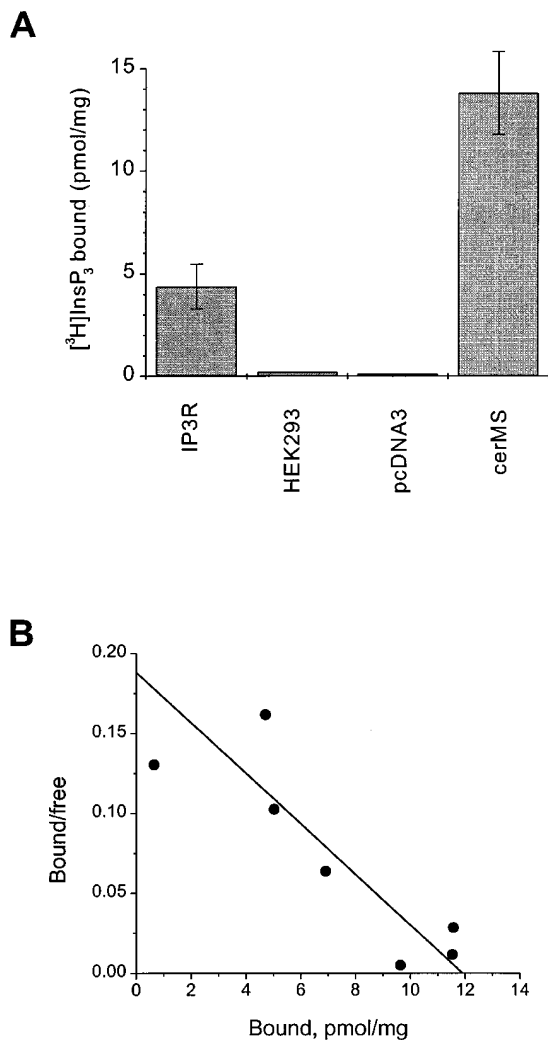 A
[³H]InsP₃ bound (pmol/mg)
15
10
5
0
IP3R
HEK293
pcDNA3
cerMS
B
Bound/free
0.20
0.15
0.10
0.05
0.00
0 2 4 6 8 10 12 14
Bound, pmol/mg